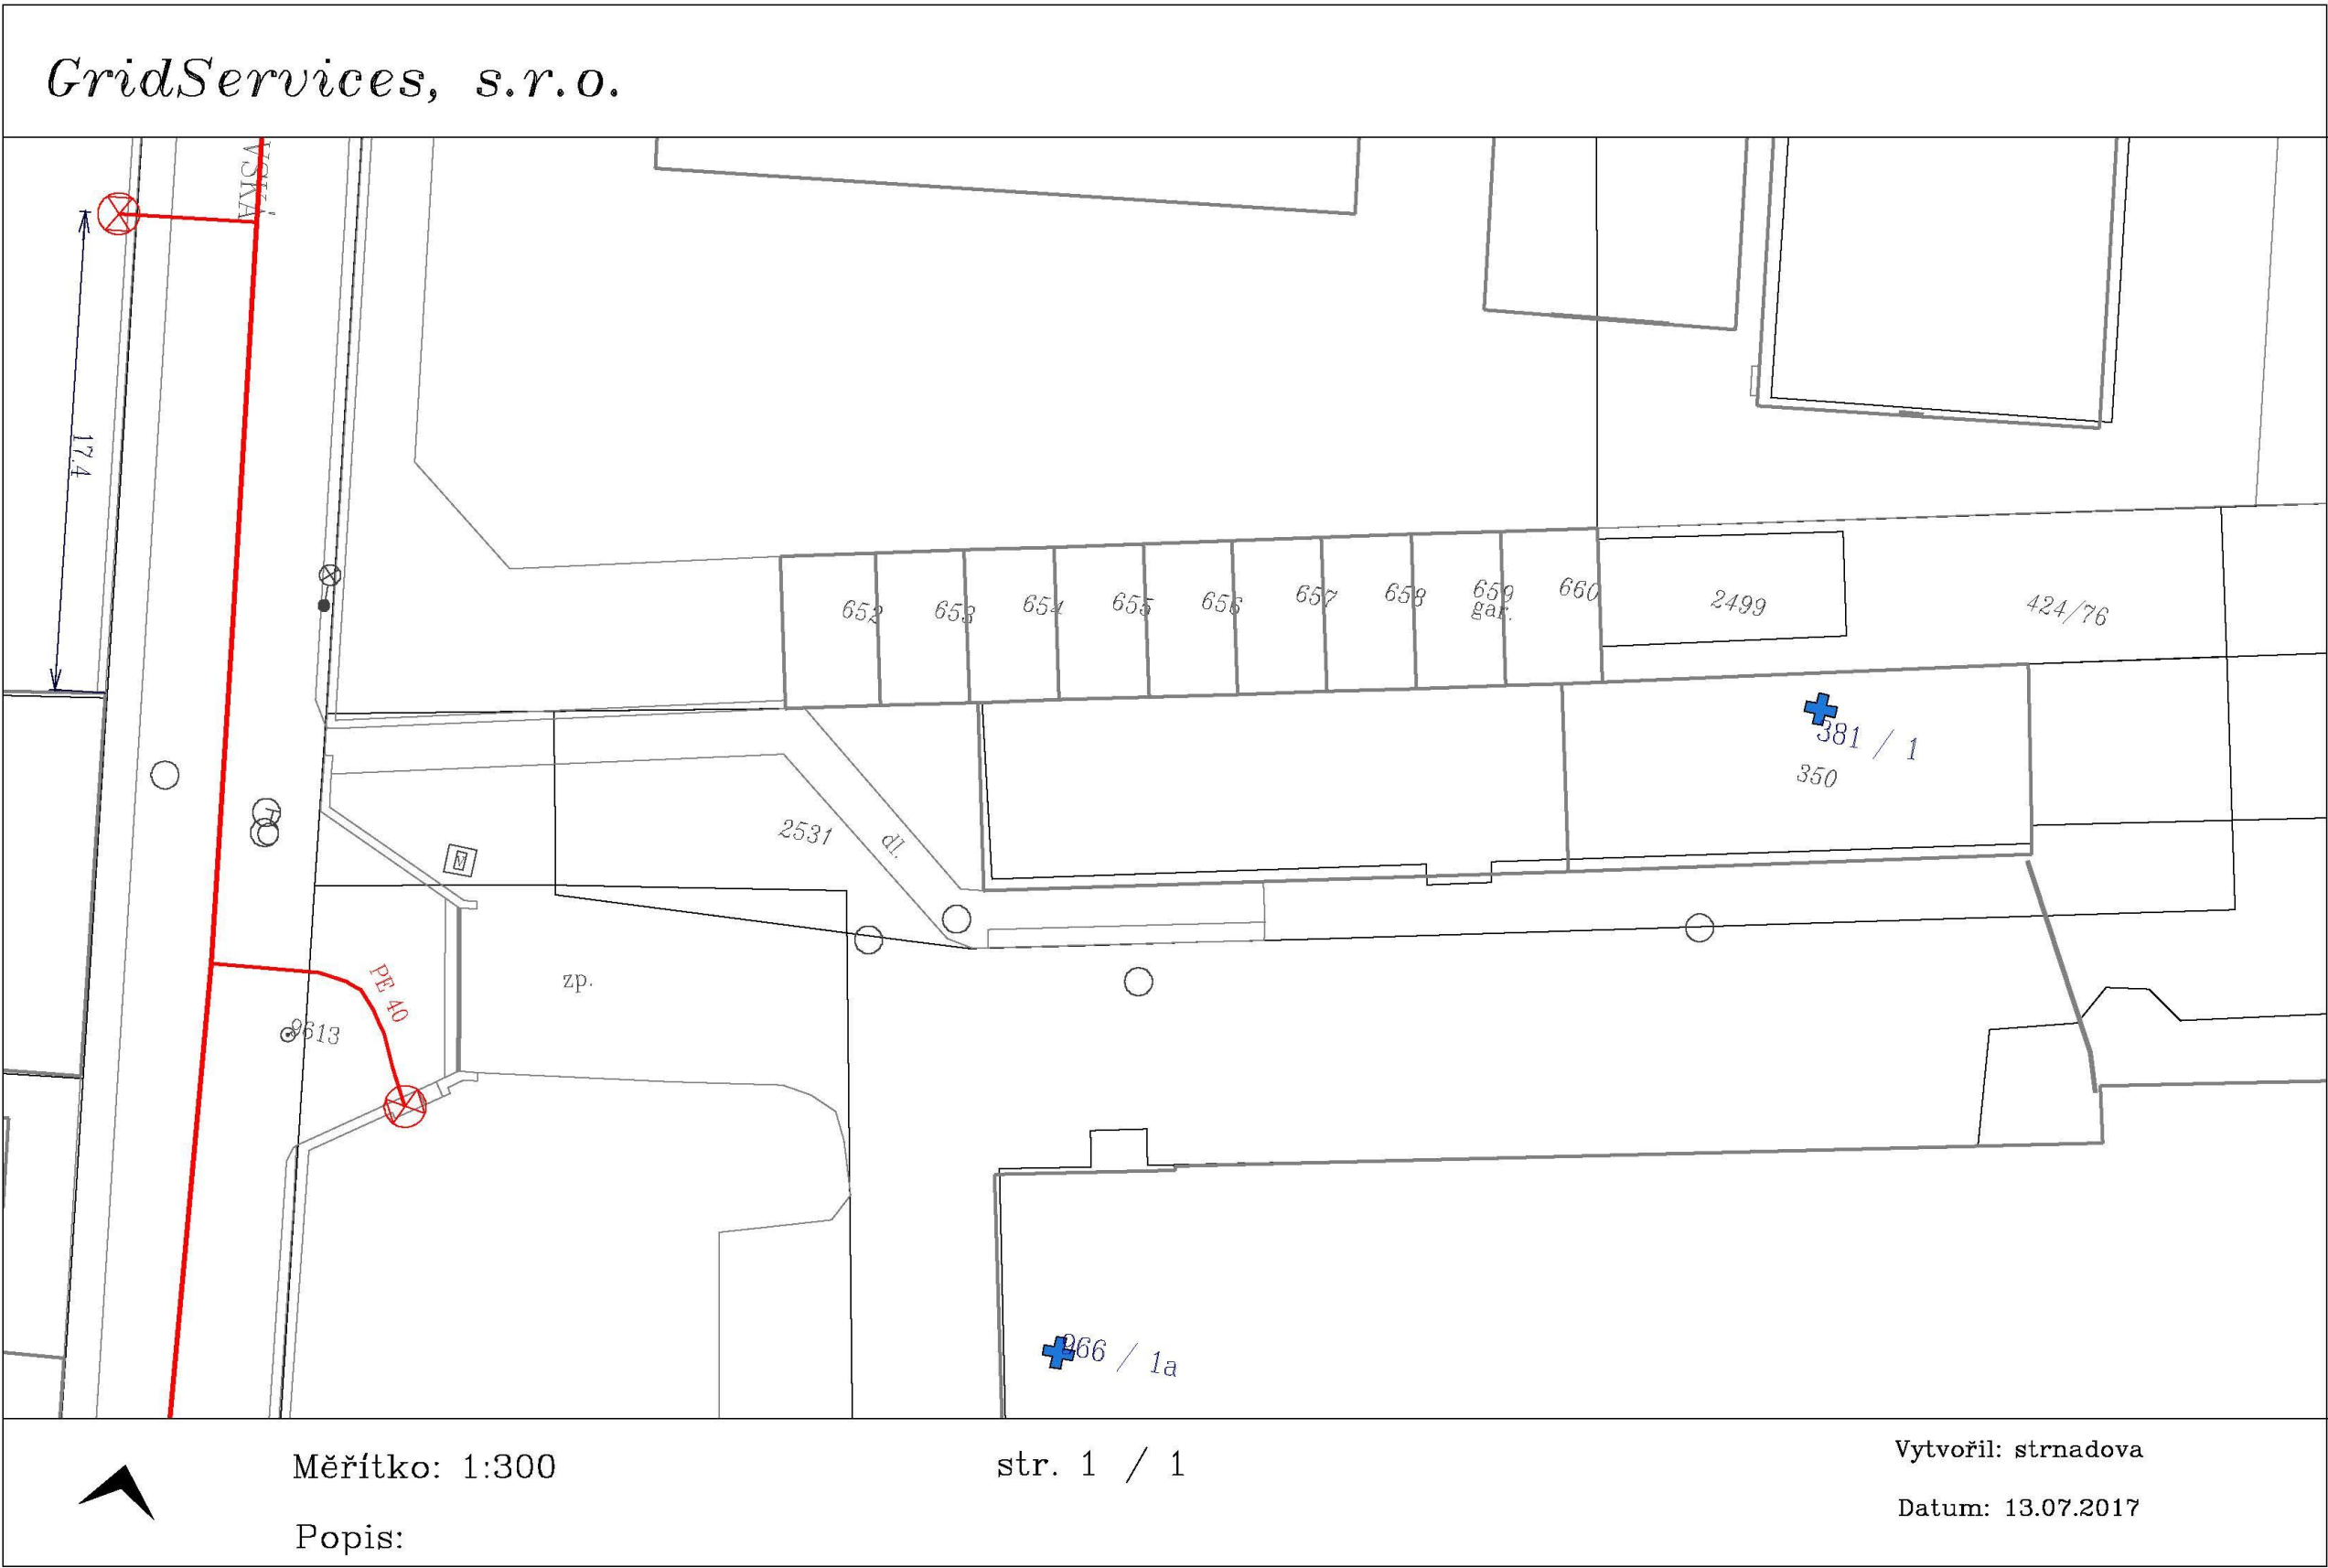 GridServices, s.r.o.
VSKÁ
17.4
652 653 654 655 656 657 658 659 660 2499 424/76
gar.
381 / 1
350
2531
dl.
zp.
PE 40
9613
966 / 1a
Měřítko: 1:300
str. 1 / 1
Vytvořil: strnadova
Datum: 13.07.2017
Popis: